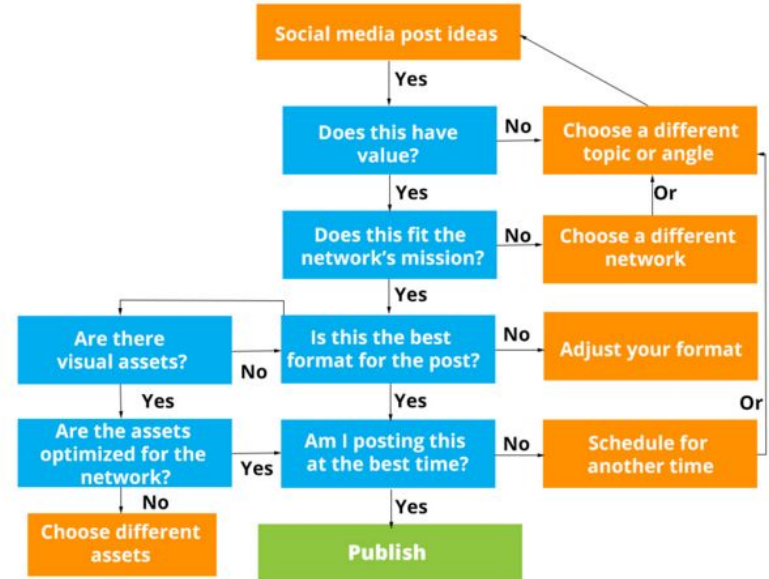 Social media post ideas
Yes
Does this have
value?
No
Choose a different
topic or angle
Yes
Or
Does this fit the
network's mission?
No
Choose a different
network
Yes
Are there
visual assets?
No
Is this the best
format for the post?
No
Adjust your format
Yes
Yes
Or
Are the assets
optimized for the
network?
Yes
Am I posting this
at the best time?
No
Schedule for
another time
No
Yes
Choose different
assets
Publish